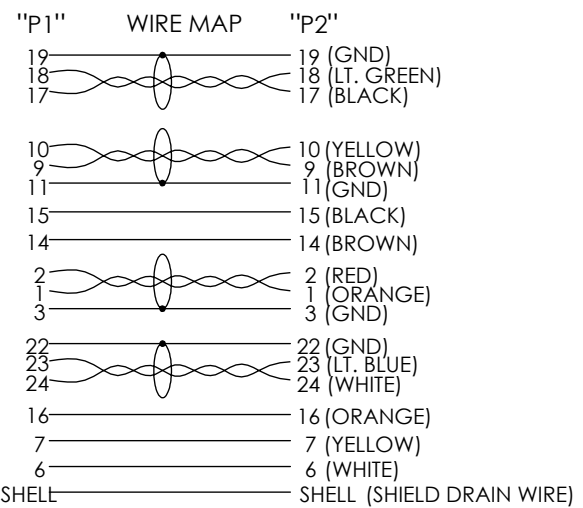 "P1" WIRE MAP "P2"
19 19 (GND)
18 18 (LT. GREEN)
17 17 (BLACK)
10 10 (YELLOW)
9 9 (BROWN)
11 11 (GND)
15 15 (BLACK)
14 14 (BROWN)
2 2 (RED)
1 1 (ORANGE)
3 3 (GND)
22 22 (GND)
23 23 (LT. BLUE)
24 24 (WHITE)
16 16 (ORANGE)
7 7 (YELLOW)
6 6 (WHITE)
SHELL SHELL (SHIELD DRAIN WIRE)